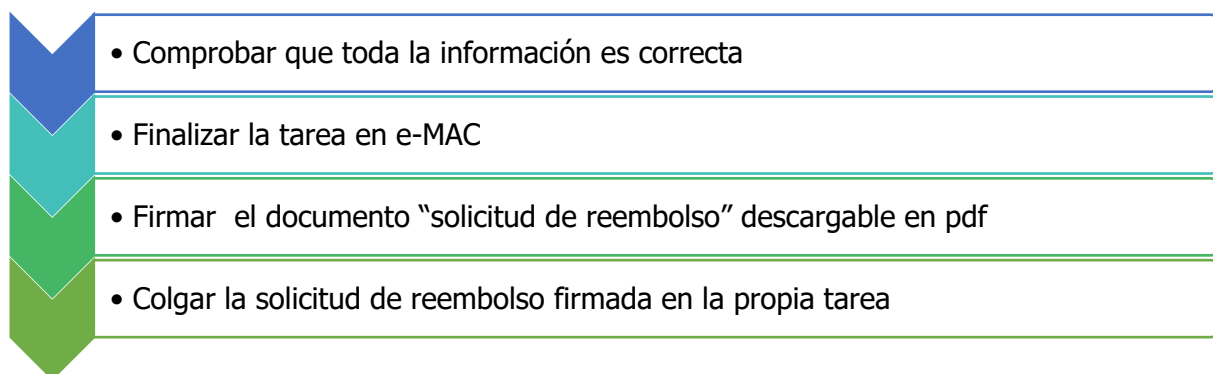 • Comprobar que toda la información es correcta
• Finalizar la tarea en e-MAC
• Firmar  el documento “solicitud de reembolso” descargable en pdf
• Colgar la solicitud de reembolso firmada en la propia tarea